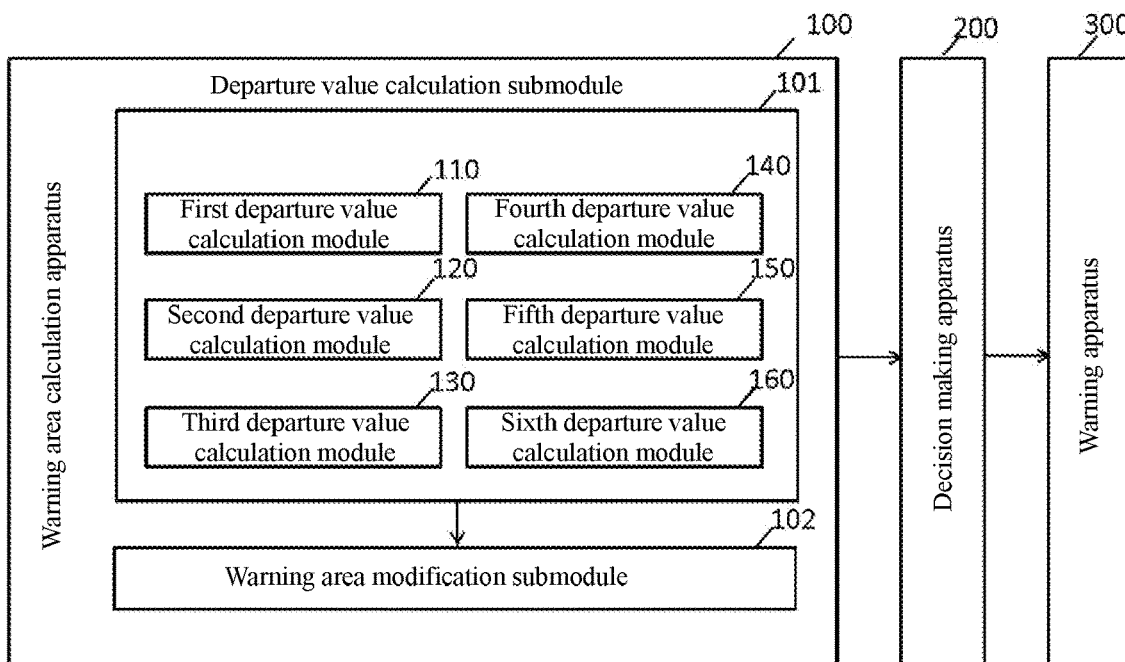 100
200
300
Departure value calculation submodule
101
Warning area calculation apparatus
110
First departure value
calculation module
140
Fourth departure value
calculation module
120
Second departure value
calculation module
150
Fifth departure value
calculation module
130
Third departure value
calculation module
160
Sixth departure value
calculation module
102
Warning area modification submodule
Decision making apparatus
Warning apparatus